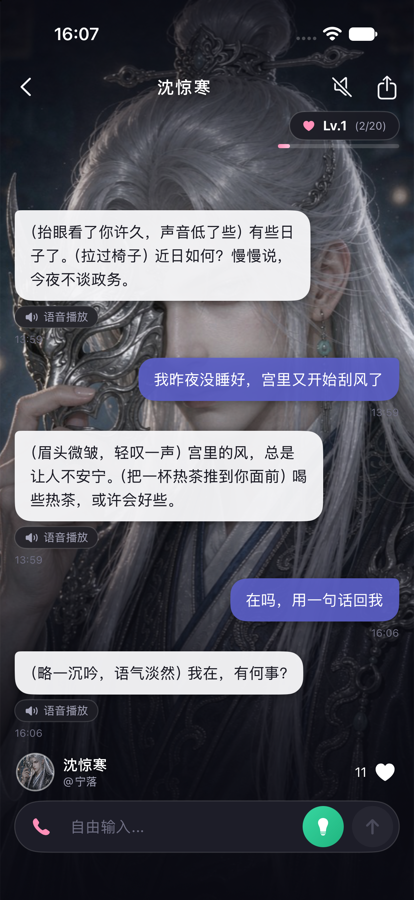 16:07
沈惊寒
Lv.1 (2/20)
（抬眼看了你许久，声音低了些）有些日
子了。（拉过椅子）近日如何？慢慢说，
今夜不谈政务。
语音播放
13:59
我昨夜没睡好，宫里又开始刮风了
13:59
（眉头微皱，轻叹一声）宫里的风，总是
让人不安宁。（把一杯热茶推到你面前）喝
些热茶，或许会好些。
语音播放
13:59
在吗，用一句话回我
16:06
（略一沉吟，语气淡然）我在，有何事？
语音播放
16:06
沈惊寒
@宁落
11
自由输入...